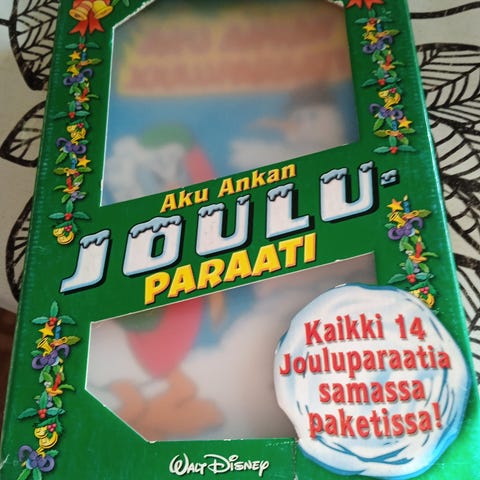 Aku Ankan
JOULU-
PARAATI
Kaikki 14
Jouluparaatia
samassa
paketissa!
WALT DISNEY